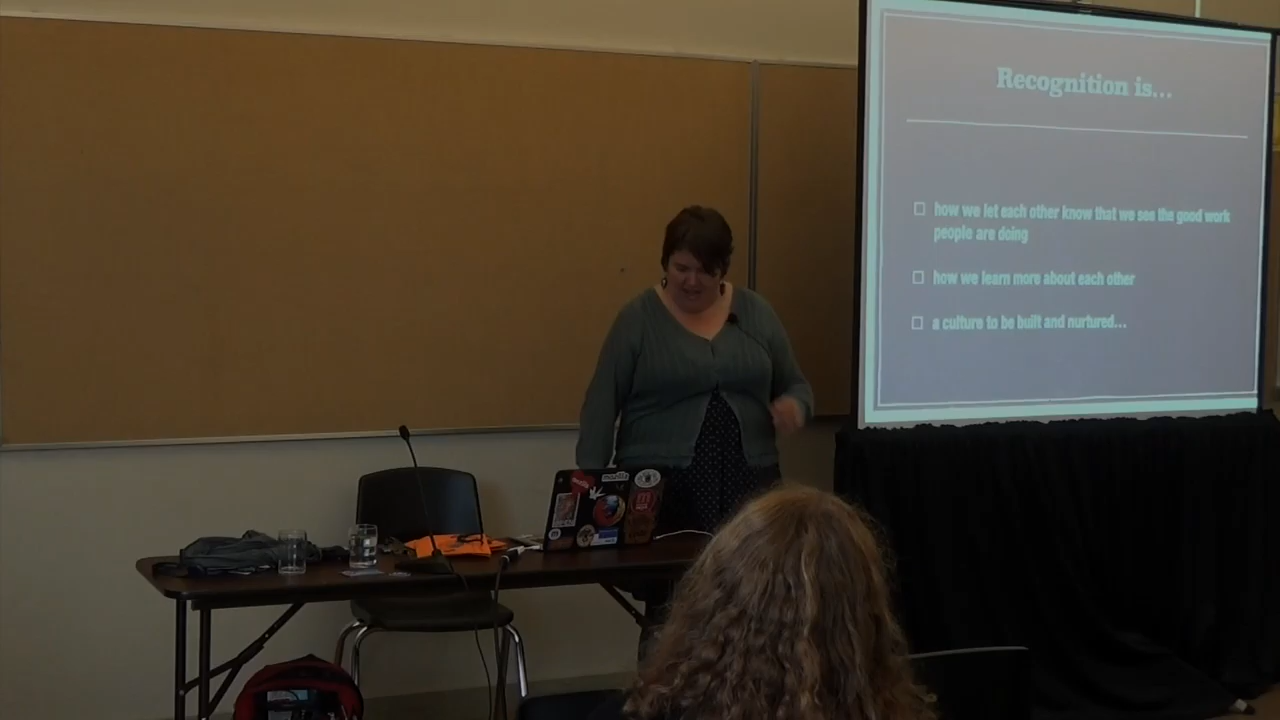 Recognition is...
how we let each other know that we see the good work
people are doing
how we learn more about each other
a culture to be built and nurtured...
mozilla